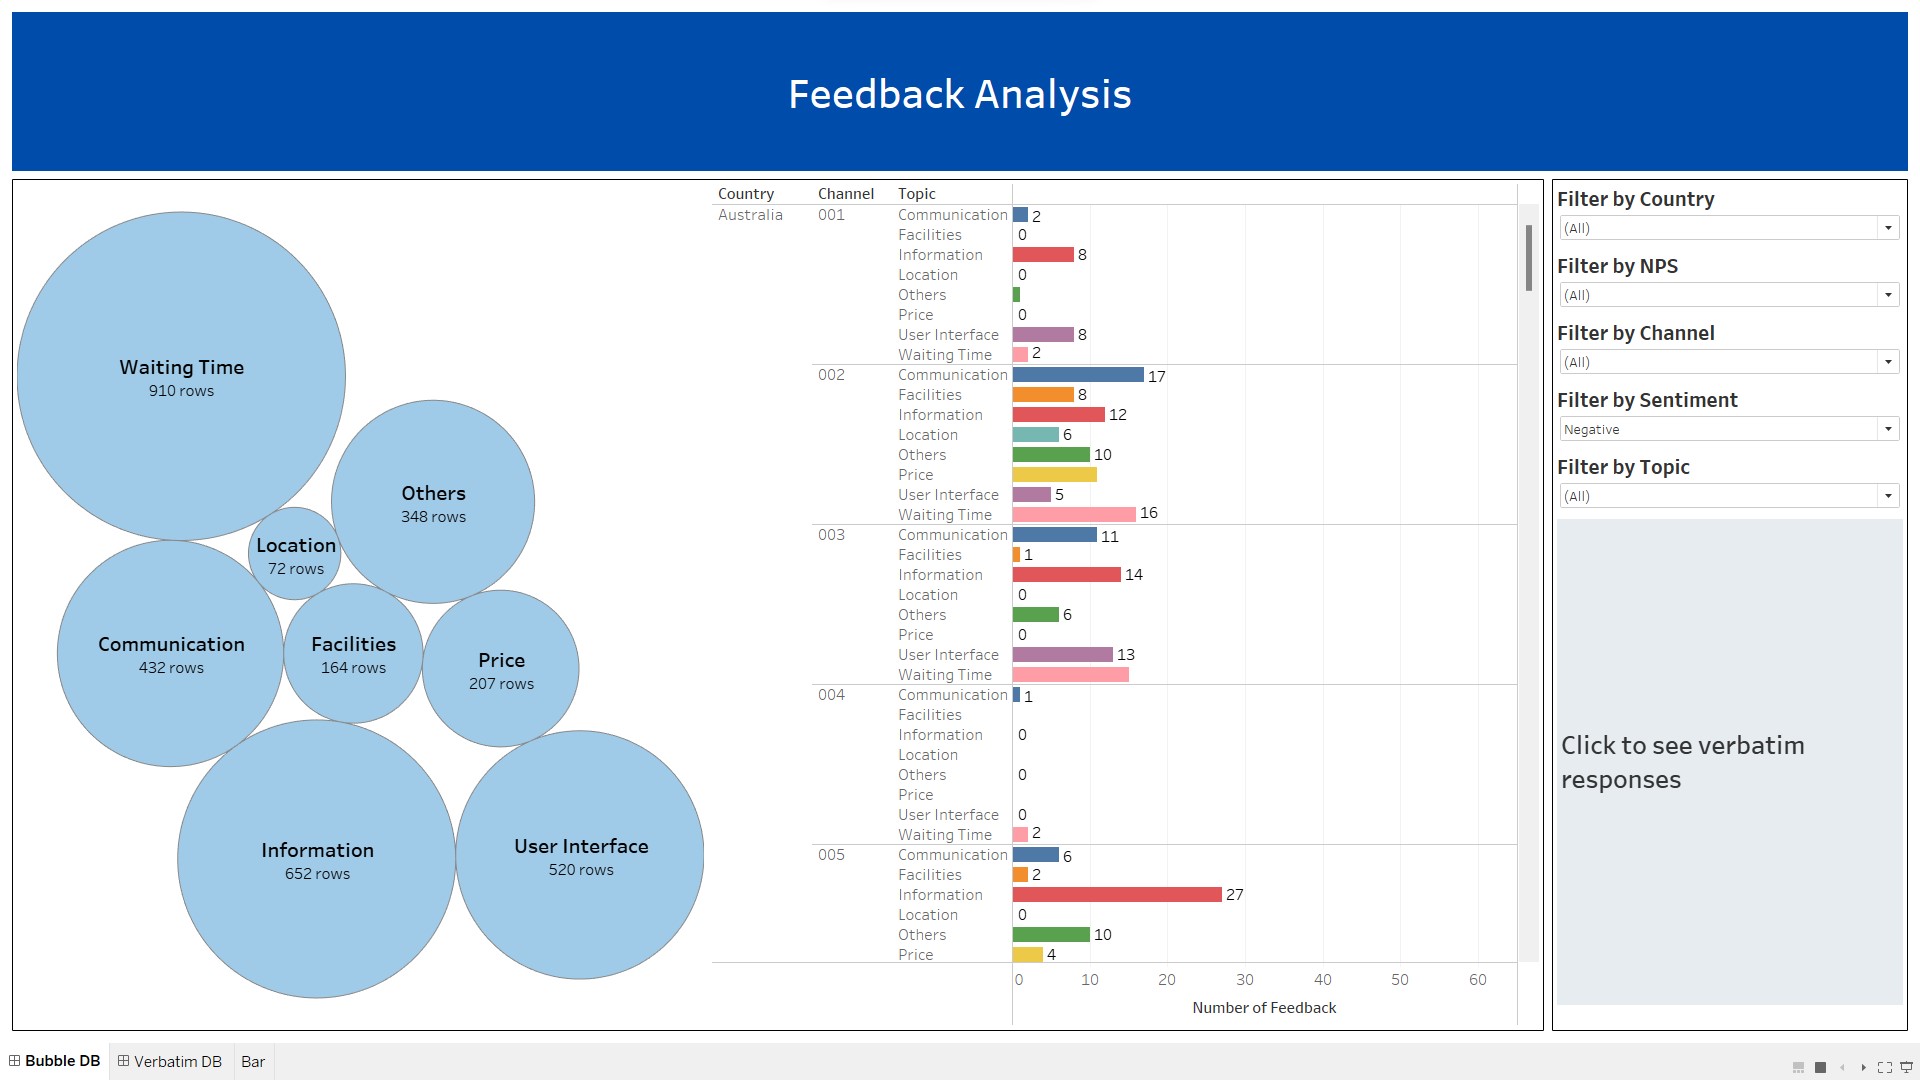 Feedback Analysis
Waiting Time
910 rows
Others
348 rows
Location
72 rows
Communication
432 rows
Facilities
164 rows
Price
207 rows
Information
652 rows
User Interface
520 rows
Country Channel Topic
Australia 001 Communication 2
Facilities 0
Information 8
Location 0
Others
Price 0
User Interface 8
Waiting Time 2
002 Communication 17
Facilities 8
Information 12
Location 6
Others 10
Price
User Interface 5
Waiting Time 16
003 Communication 11
Facilities 1
Information 14
Location 0
Others 6
Price 0
User Interface 13
Waiting Time
004 Communication 1
Facilities
Information 0
Location
Others 0
Price
User Interface 0
Waiting Time 2
005 Communication 6
Facilities 2
Information 27
Location 0
Others 10
Price 4
0 10 20 30 40 50 60
Number of Feedback
Filter by Country
(All)
Filter by NPS
(All)
Filter by Channel
(All)
Filter by Sentiment
Negative
Filter by Topic
(All)
Click to see verbatim
responses
Bubble DB Verbatim DB Bar